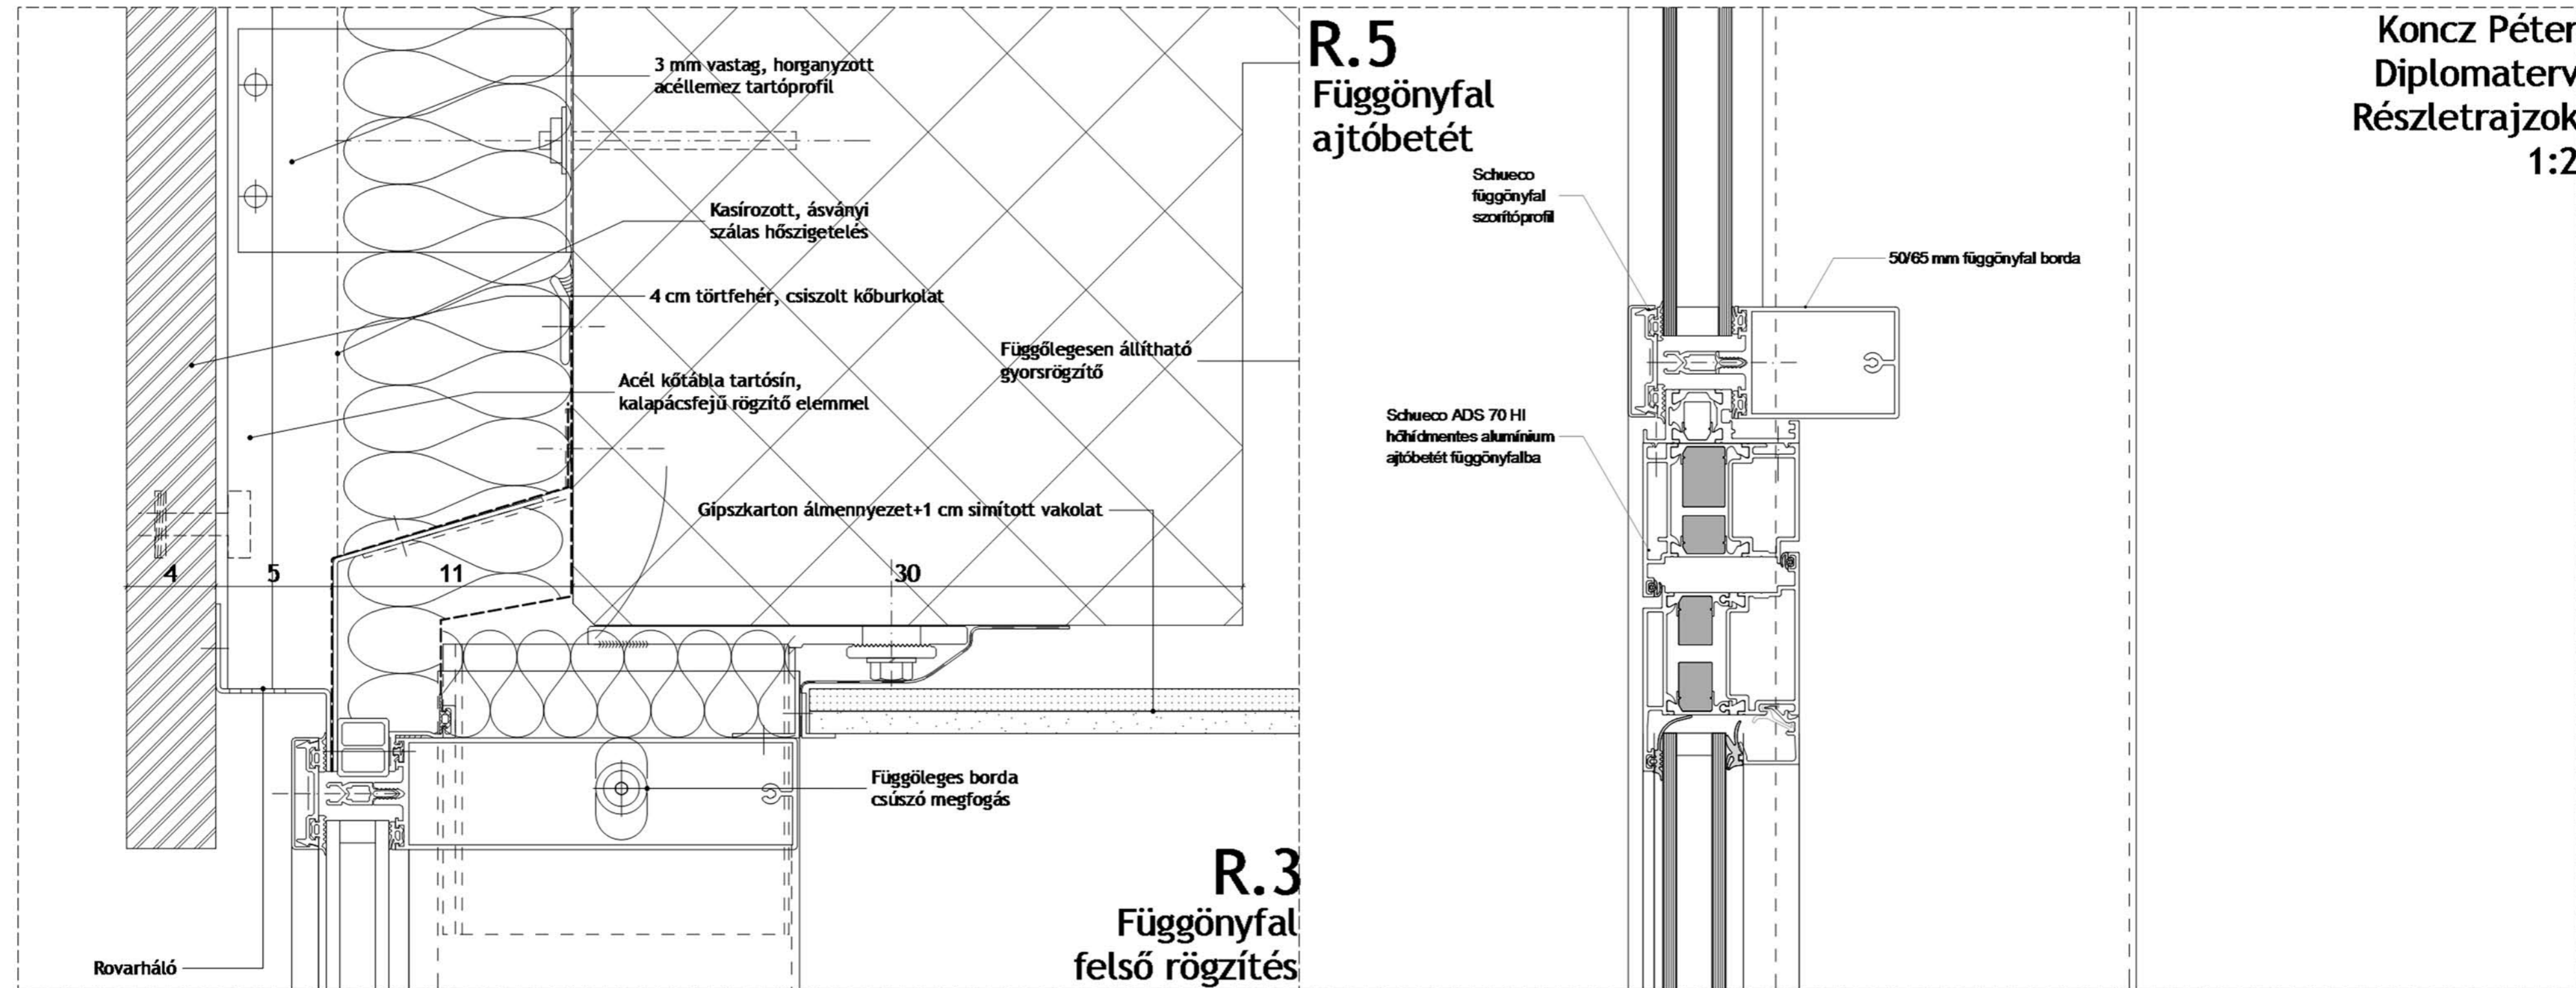 3 mm vastag, horganyzott
acéllemez tartóprofil
Kasírozott, ásványi
szálas hőszigetelés
4 cm törtfehér, csiszolt kőburkolat
Függőlegesen állítható
gyorsrögzítő
Acél kőtábla tartósín,
kalapácsfejű rögzítő elemmel
Gipszkarton álmennyezet+1 cm simított vakolat
4
5
11
30
Függöleges borda
csúszó megfogás
Rovarháló
R.3
Függönyfal
felső rögzítés
R.5
Függönyfal
ajtóbetét
Schueco
függönyfal
szorítóprofil
50/65 mm függönyfal borda
Schueco ADS 70 HI
hőhídmentes alumínium
ajtóbetét függönyfalba
Koncz Péter
Diplomaterv
Részletrajzok
1:2